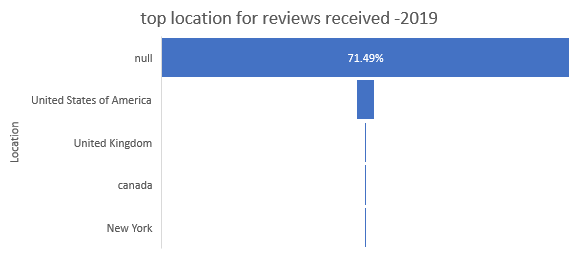 top location for reviews received -2019
null
71.49%
United States of America
United Kingdom
canada
New York
Location